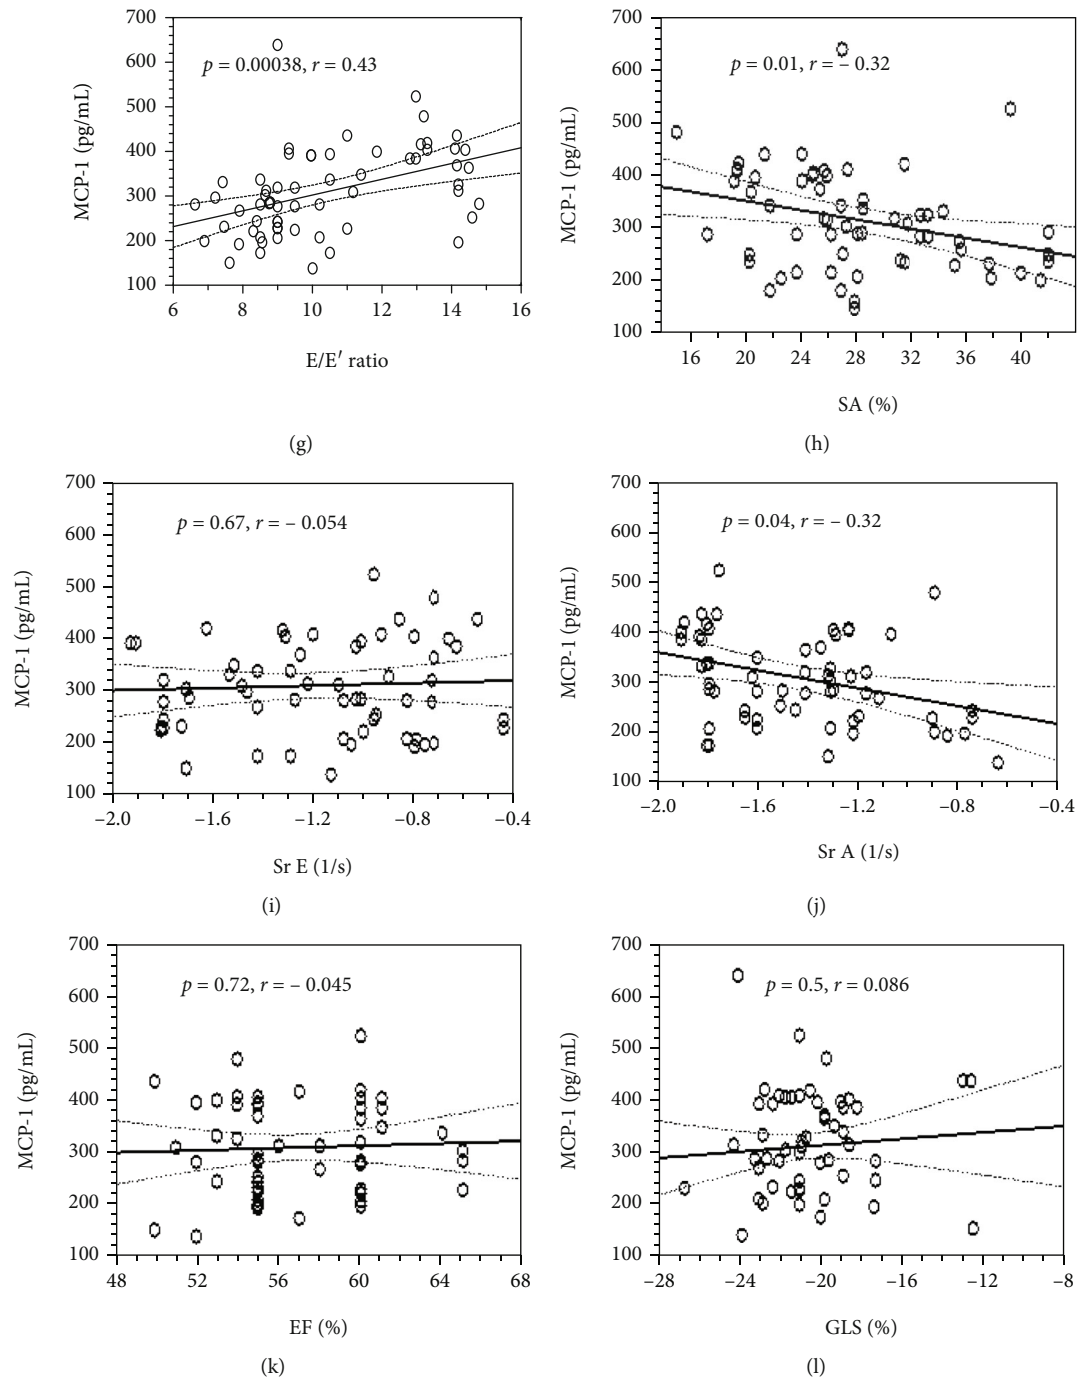 700
600
500
400
300
200
100
MCP-1 (pg/mL)
p = 0.00038, r = 0.43
6 8 10 12 14 16
E/E′ ratio
(g)
700
600
500
400
300
200
100
MCP-1 (pg/mL)
p = 0.01, r = – 0.32
16 20 24 28 32 36 40
SA (%)
(h)
700
600
500
400
300
200
100
MCP-1 (pg/mL)
p = 0.67, r = – 0.054
–2.0 –1.6 –1.2 –0.8 –0.4
Sr E (1/s)
(i)
700
600
500
400
300
200
100
MCP-1 (pg/mL)
p = 0.04, r = – 0.32
–2.0 –1.6 –1.2 –0.8 –0.4
Sr A (1/s)
(j)
700
600
500
400
300
200
100
MCP-1 (pg/mL)
p = 0.72, r = – 0.045
48 52 56 60 64 68
EF (%)
(k)
700
600
500
400
300
200
100
MCP-1 (pg/mL)
p = 0.5, r = 0.086
–28 –24 –20 –16 –12 –8
GLS (%)
(l)